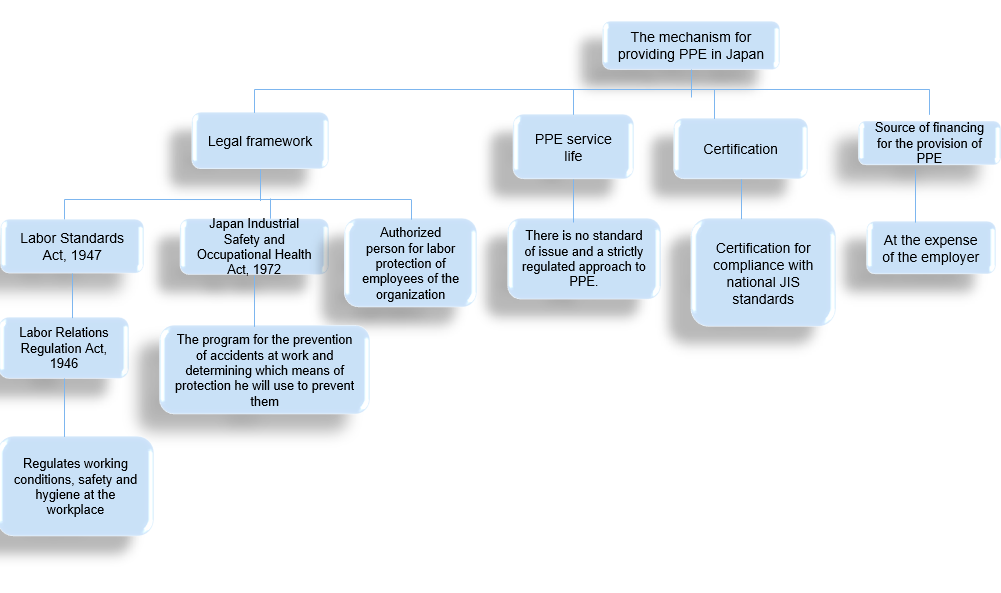 The mechanism for
providing PPE in Japan
Legal framework
PPE service
life
Certification
Source of financing
for the provision of
PPE
Labor Standards
Act, 1947
Japan Industrial
Safety and
Occupational Health
Act, 1972
Authorized
person for labor
protection of
employees of the
organization
There is no standard
of issue and a strictly
regulated approach to
PPE.
Certification for
compliance with
national JIS
standards
At the expense
of the employer
Labor Relations
Regulation Act,
1946
The program for the prevention
of accidents at work and
determining which means of
protection he will use to prevent
them
Regulates working
conditions, safety and
hygiene at the
workplace